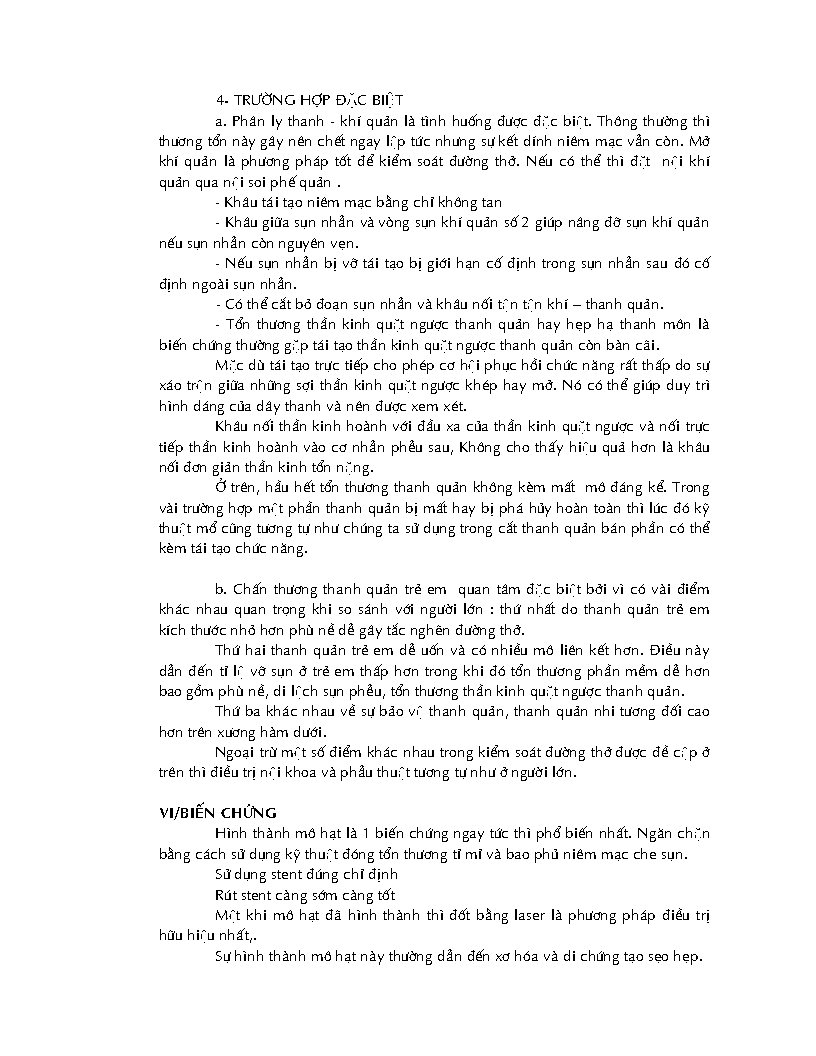 4- TRƯỜNG HỢP ĐẶC BIỆT
a. Phân ly thanh - khí quản là tình huống được đặc biệt. Thông thường thì
thương tổn này gây nên chết ngay lập tức nhưng sự kết dính niêm mạc vẫn còn. Mở
khí quản là phương pháp tốt để kiểm soát đường thở. Nếu có thể thì đặt  nội khí
quản qua nội soi phế quản .
- Khâu tái tạo niêm mạc bằng chỉ không tan
- Khâu giữa sụn nhẫn và vòng sụn khí quản số 2 giúp nâng đỡ sụn khí quản
nếu sụn nhẫn còn nguyên vẹn.
- Nếu sụn nhẫn bị vỡ tái tạo bị giới hạn cố định trong sụn nhẫn sau đó cố
định ngoài sụn nhẫn.
- Có thể cắt bỏ đoạn sụn nhẫn và khâu nối tận tận khí – thanh quản.
- Tổn thương thần kinh quặt ngược thanh quản hay hẹp hạ thanh môn là
biến chứng thường gặp tái tạo thần kinh quặt ngược thanh quản còn bàn cãi.
Mặc dù tái tạo trực tiếp cho phép cơ hội phục hồi chức năng rất thấp do sự
xáo trộn giữa những sợi thần kinh quặt ngược khép hay mở. Nó có thể giúp duy trì
hình dáng của dây thanh và nên được xem xét.
Khâu nối thần kinh hoành với đầu xa của thần kinh quặt ngược và nối trực
tiếp thần kinh hoành vào cơ nhẫn phễu sau, Không cho thấy hiệu quả hơn là khâu
nối đơn giản thần kinh tổn nặng.
Ở trên, hầu hết tổn thương thanh quản không kèm mất  mô đáng kể. Trong
vài trường hợp một phần thanh quản bị mất hay bị phá hủy hoàn toàn thì lúc đó kỹ
thuật mổ cũng tương tự như chúng ta sử dụng trong cắt thanh quản bán phần có thể
kèm tái tạo chức năng.
b. Chấn thương thanh quản trẻ em  quan tâm đặc biệt bởi vì có vài điểm
khác nhau quan trọng khi so sánh với người lớn : thứ nhất do thanh quản trẻ em
kích thước nhỏ hơn phù nề dễ gây tắc nghẽn đường thở.
Thứ hai thanh quản trẻ em dễ uốn và có nhiều mô liên kết hơn. Điều này
dẫn đến tỉ lệ vỡ sụn ở trẻ em thấp hơn trong khi đó tổn thương phần mềm dễ hơn
bao gồm phù nề, di lệch sụn phễu, tổn thương thần kinh quặt ngược thanh quản.
Thứ ba khác nhau về sự bảo vệ thanh quản, thanh quản nhi tương đối cao
hơn trên xương hàm dưới.
Ngoại trừ một số điểm khác nhau trong kiểm soát đường thở được đề cập ở
trên thì điều trị nội khoa và phẫu thuật tương tự như ở người lớn.
VI/BIẾN CHỨNG
Hình thành mô hạt là 1 biến chứng ngay tức thì phổ biến nhất. Ngăn chặn
bằng cách sử dụng kỹ thuật đóng tổn thương tỉ mỉ và bao phủ niêm mạc che sụn.
Sử dụng stent đúng chỉ định
Rút stent càng sớm càng tốt
Một khi mô hạt đã hình thành thì đốt bằng laser là phương pháp điều trị
hữu hiệu nhất,.
Sự hình thành mô hạt này thường dẫn đến xơ hóa và di chứng tạo sẹo hẹp.